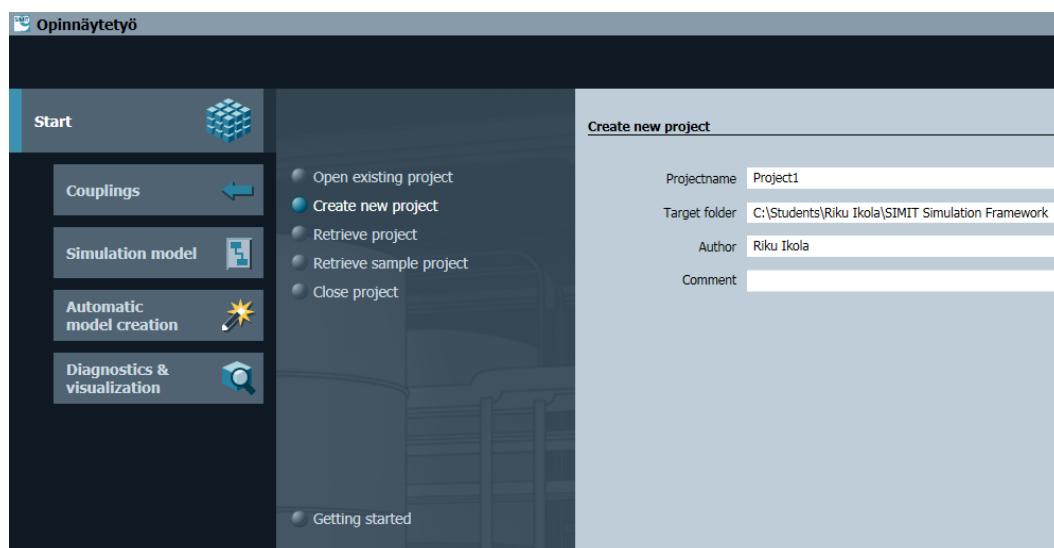 SIMIT
Opinnäytetyö
Start
Couplings
Simulation model
Automatic
model creation
Diagnostics &
visualization
Open existing project
Create new project
Retrieve project
Retrieve sample project
Close project
Getting started
Create new project
Projectname Project1
Target folder C:\Students\Riku Ikola\SIMIT Simulation Framework
Author Riku Ikola
Comment